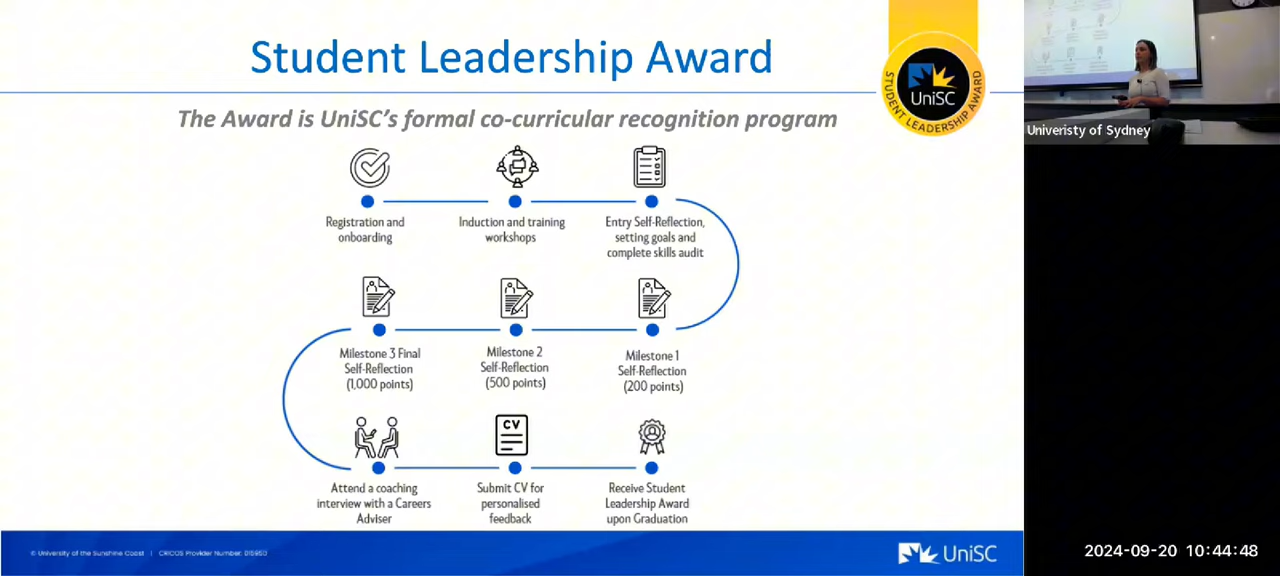 Student Leadership Award
The Award is UniSC's formal co-curricular recognition program
UniSC
STUDENT LEADERSHIP AWARD
Univeristy of Sydney
Registration and
onboarding
Induction and training
workshops
Entry Self-Reflection,
setting goals and
complete skills audit
Milestone 3 Final
Self-Reflection
(1,000 points)
Milestone 2
Self-Reflection
(500 points)
Milestone 1
Self-Reflection
(200 points)
CV
Attend a coaching
interview with a Careers
Adviser
Submit CV for
personalised
feedback
Receive Student
Leadership Award
upon Graduation
© University of the Sunshine Coast | CRICOS Provider Number: 01595D
UniSC
2024-09-20 10:44:48